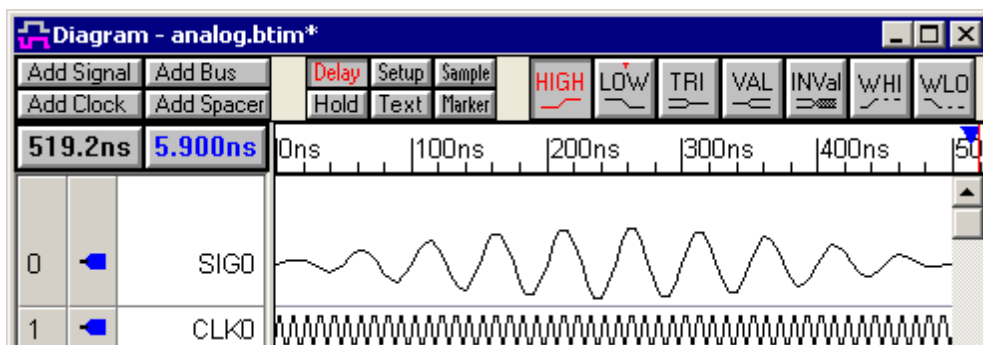 Diagram - analog.btim*
Add Signal Add Bus Delay Setup Sample HIGH LOW TRI VAL INVal WHI WLO
Add Clock Add Spacer Hold Text Marker
519.2ns 5.900ns 0ns 100ns 200ns 300ns 400ns 50
0 SIG0
1 CLK0